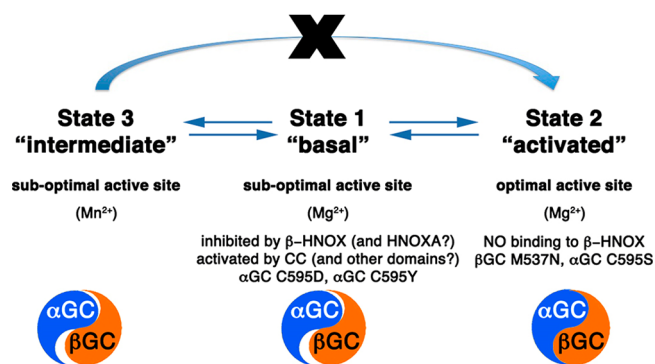 X
State 3
"intermediate"
sub-optimal active site
(Mn²⁺)
State 1
"basal"
sub-optimal active site
(Mg²⁺)
inhibited by β–HNOX (and HNOXA?)
activated by CC (and other domains?)
αGC C595D, αGC C595Y
State 2
"activated"
optimal active site
(Mg²⁺)
NO binding to β–HNOX
βGC M537N, αGC C595S
αGC
βGC
αGC
βGC
αGC
βGC